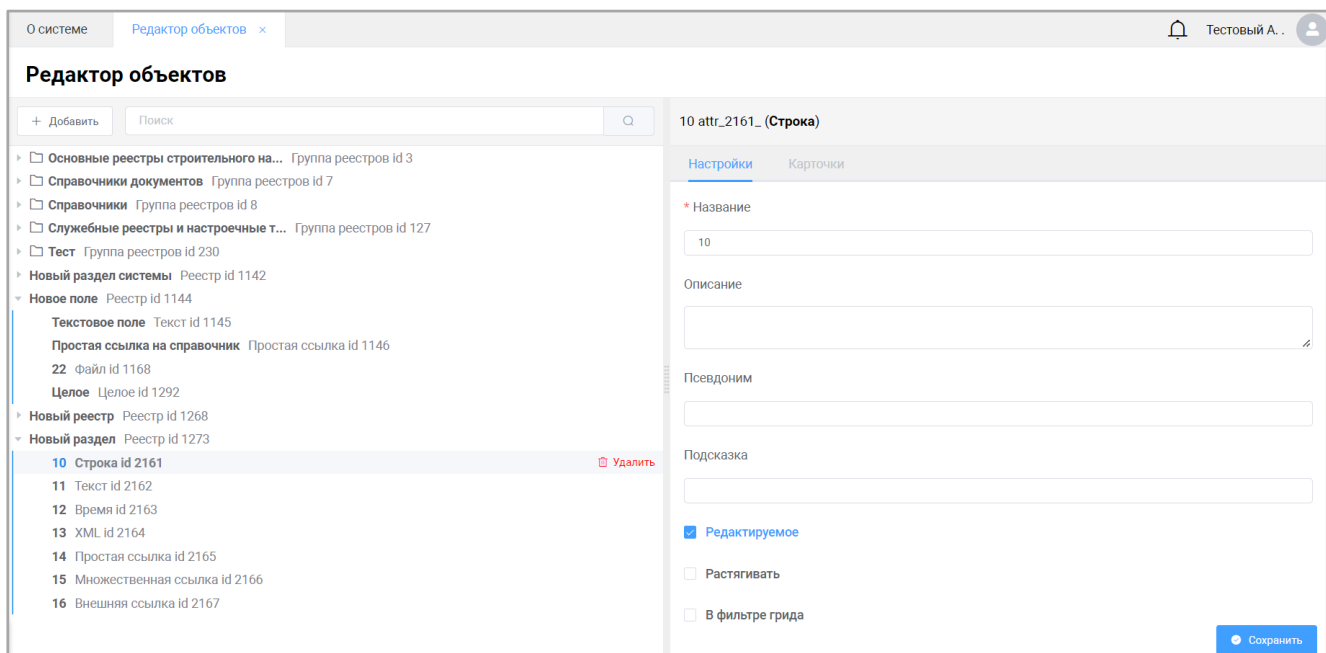 О системе
Редактор объектов ×
Тестовый А. .
Редактор объектов
+ Добавить
Поиск
Основные реестры строительного на... Группа реестров id 3
Справочники документов Группа реестров id 7
Справочники Группа реестров id 8
Служебные реестры и настроечные т... Группа реестров id 127
Тест Группа реестров id 230
Новый раздел системы Реестр id 1142
Новое поле Реестр id 1144
Текстовое поле Текст id 1145
Простая ссылка на справочник Простая ссылка id 1146
22 Файл id 1168
Целое Целое id 1292
Новый реестр Реестр id 1268
Новый раздел Реестр id 1273
10 Строка id 2161 Удалить
11 Текст id 2162
12 Время id 2163
13 XML id 2164
14 Простая ссылка id 2165
15 Множественная ссылка id 2166
16 Внешняя ссылка id 2167
10 attr_2161_ (Строка)
Настройки Карточки
* Название
10
Описание
Псевдоним
Подсказка
Редактируемое
Растягивать
В фильтре грида
Сохранить